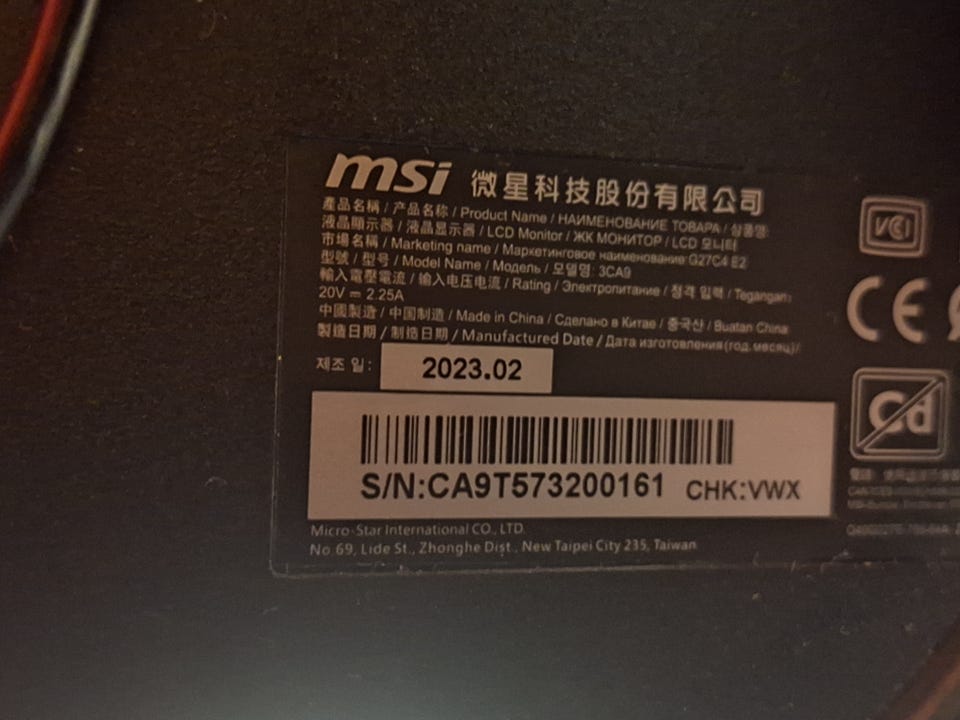 msi 微星科技股份有限公司
產品名稱 / 产品名称 / Product Name / НАИМЕНОВАНИЕ ТОВАРА / 상품명:
液晶顯示器 / 液晶显示器 / LCD Monitor / ЖК МОНИТОР / LCD 모니터
市場名稱 / Marketing name / Маркетинговое наименование:G27C4 E2
型號 / 型号 / Model Name / Модель / 모델명: 3CA9
輸入電壓電流 / 输入电压电流 / Rating / Электропитание / 정격 입력 / Tegangan:
20V ⎓ 2.25A
中國製造 / 中国制造 / Made in China / Сделано в Китае / 중국산 / Buatan China
製造日期 / 制造日期 / Manufactured Date / Дата изготовления(год.месяц)/
제조 일: 2023.02
S/N:CA9T573200161 CHK:VWX
Micro-Star International CO., LTD.
No.69, Lide St., Zhonghe Dist., New Taipei City 235, Taiwan
VCCI
CE
Cd